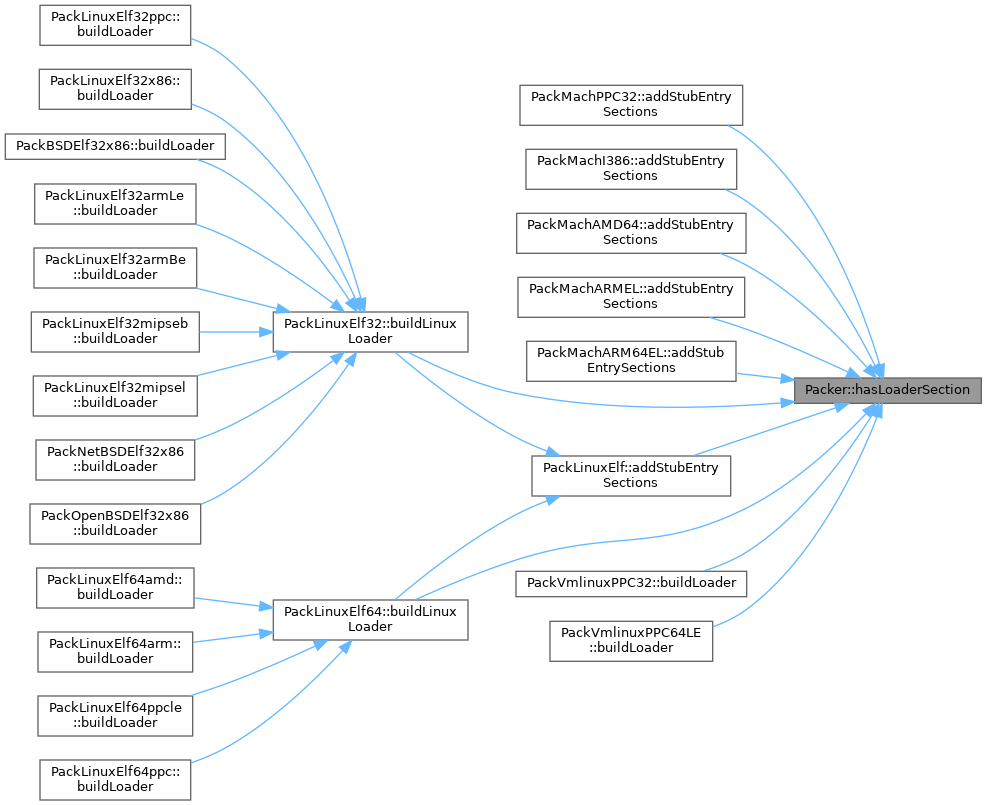 PackLinuxElf32ppc::
buildLoader
PackLinuxElf32x86::
buildLoader
PackBSDElf32x86::buildLoader
PackLinuxElf32armLe
::buildLoader
PackLinuxElf32armBe
::buildLoader
PackLinuxElf32mipseb
::buildLoader
PackLinuxElf32mipsel
::buildLoader
PackNetBSDElf32x86
::buildLoader
PackOpenBSDElf32x86
::buildLoader
PackLinuxElf64amd::
buildLoader
PackLinuxElf64arm::
buildLoader
PackLinuxElf64ppcle
::buildLoader
PackLinuxElf64ppc::
buildLoader
PackLinuxElf32::buildLinux
Loader
PackLinuxElf64::buildLinux
Loader
PackMachPPC32::addStubEntry
Sections
PackMachI386::addStubEntry
Sections
PackMachAMD64::addStubEntry
Sections
PackMachARMEL::addStubEntry
Sections
PackMachARM64EL::addStub
EntrySections
PackLinuxElf::addStubEntry
Sections
PackVmlinuxPPC32::buildLoader
PackVmlinuxPPC64LE
::buildLoader
Packer::hasLoaderSection